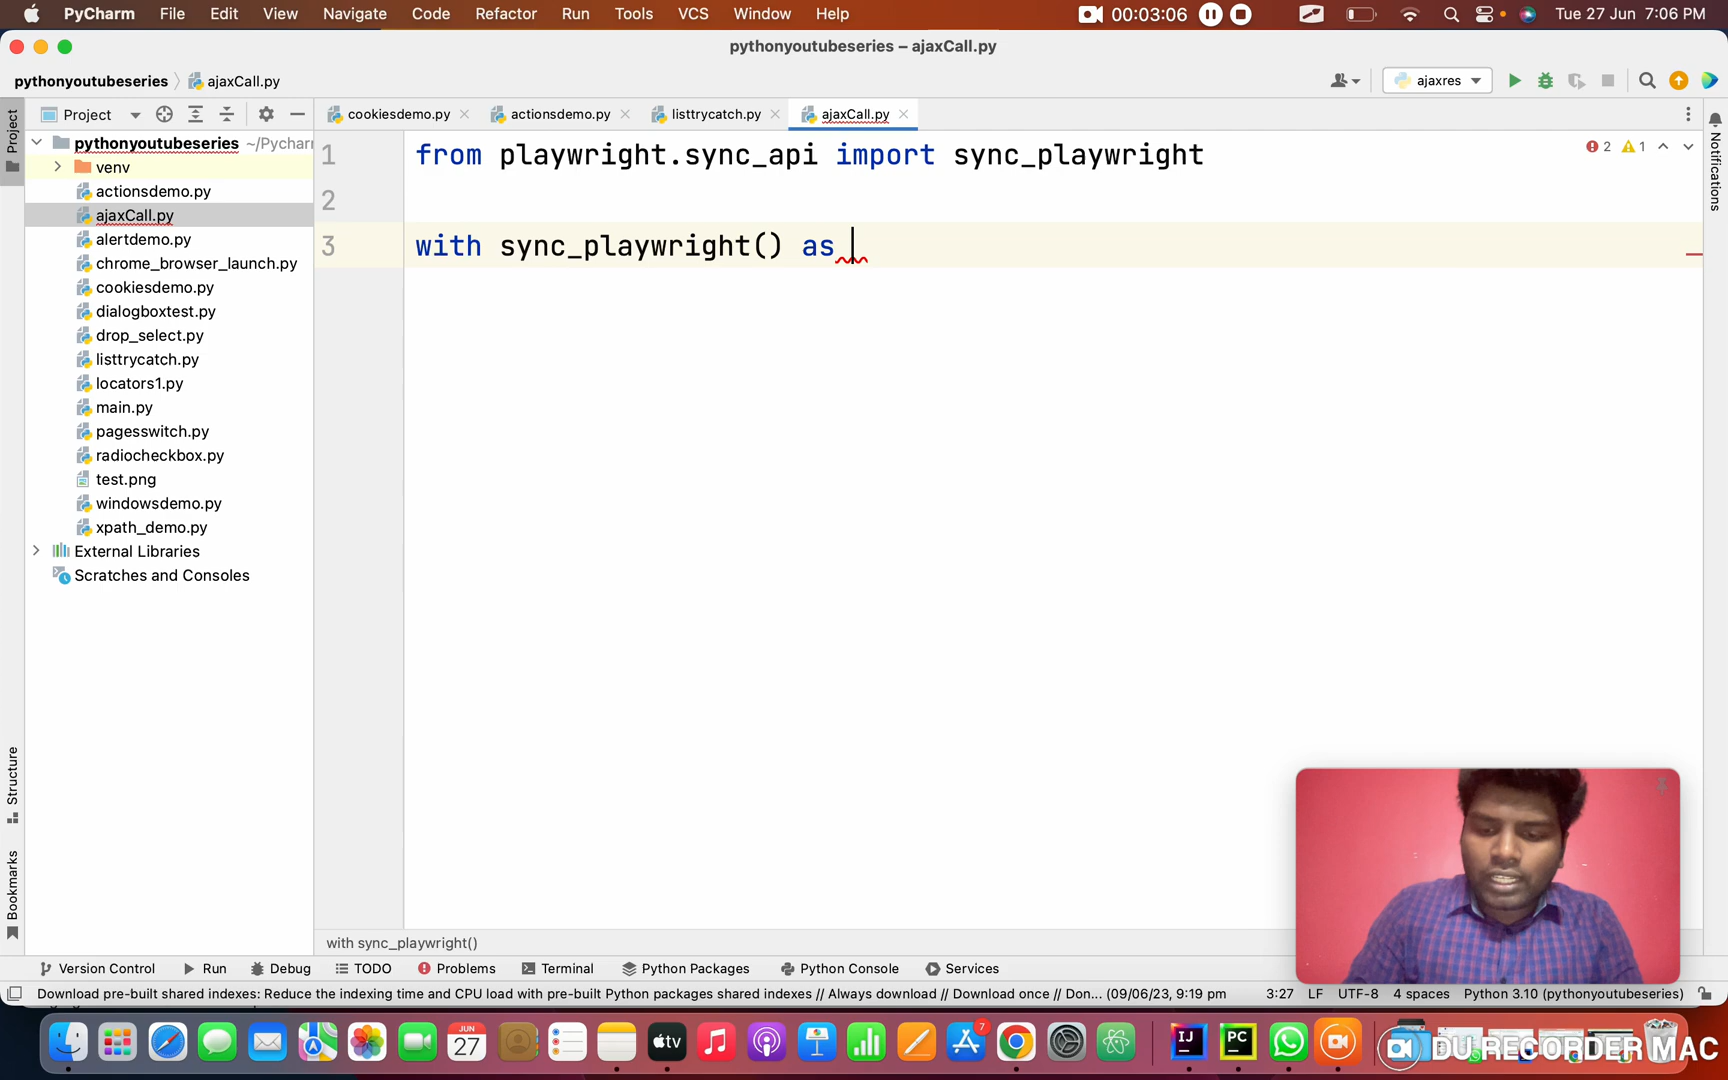 PyCharm File Edit View Navigate Code Refactor Run Tools VCS Window Help 00:03:06 Tue 27 Jun 7:06 PM
pythonyoutubeseries – ajaxCall.py
pythonyoutubeseries ajaxCall.py ajaxres
Project cookiesdemo.py actionsdemo.py listtrycatch.py ajaxCall.py
Project
Notifications
Structure
Bookmarks
pythonyoutubeseries ~/Pychar
venv
actionsdemo.py
ajaxCall.py
alertdemo.py
chrome_browser_launch.py
cookiesdemo.py
dialogboxtest.py
drop_select.py
listtrycatch.py
locators1.py
main.py
pagesswitch.py
radiocheckbox.py
test.png
windowsdemo.py
xpath_demo.py
External Libraries
Scratches and Consoles
1 from playwright.sync_api import sync_playwright 2 1
2
3 with sync_playwright() as
with sync_playwright()
Version Control Run Debug TODO Problems Terminal Python Packages Python Console Services
Download pre-built shared indexes: Reduce the indexing time and CPU load with pre-built Python packages shared indexes // Always download // Download once // Don... (09/06/23, 9:19 pm 3:27 LF UTF-8 4 spaces Python 3.10 (pythonyoutubeseries)
JUN
27
tv
7
IJ
PC
DU RECORDER MAC